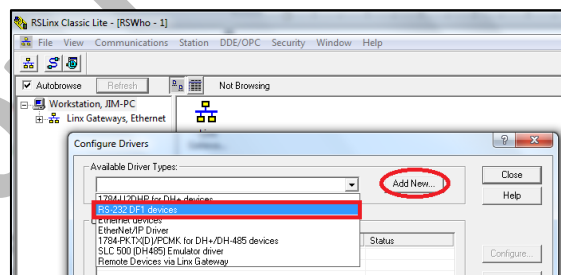 RSLinx Classic Lite - [RSWho - 1]
File View Communications Station DDE/OPC Security Window Help
Autobrowse Refresh Not Browsing
Workstation, JIM-PC
Linx Gateways, Ethernet
Configure Drivers
Available Driver Types:
Add New...
Close
Help
1784-U2DHP for DH+ devices
RS-232 DF1 devices
Ethernet devices
EtherNet/IP Driver
1784-PKTX(D)/PCMK for DH+/DH-485 devices
Status
SLC 500 (DH485) Emulator driver
Configure...
Remote Devices via Linx Gateway